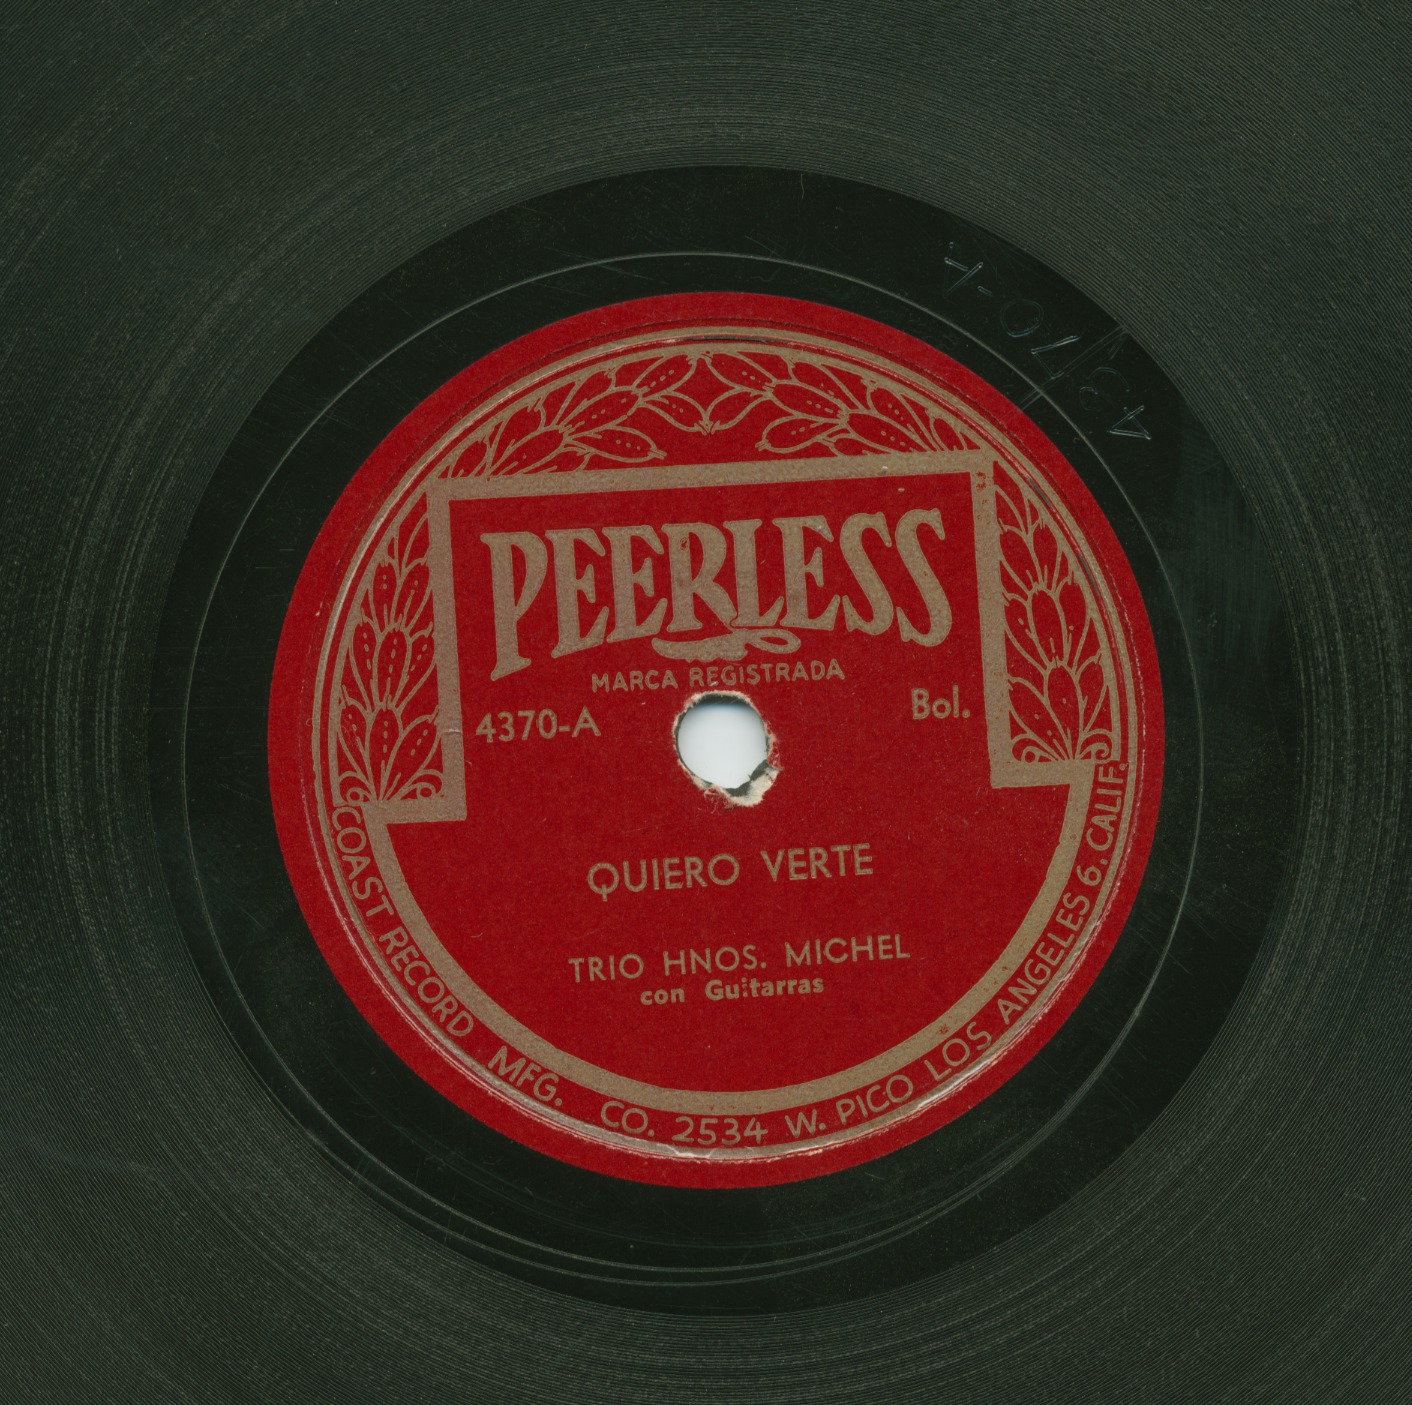 PEERLESS
MARCA REGISTRADA
4370-A
Bol.
QUIERO VERTE
TRIO HNOS. MICHEL
con Guitarras
COAST RECORD MFG. CO. 2534 W. PICO LOS ANGELES 6. CALIF.
4370-A